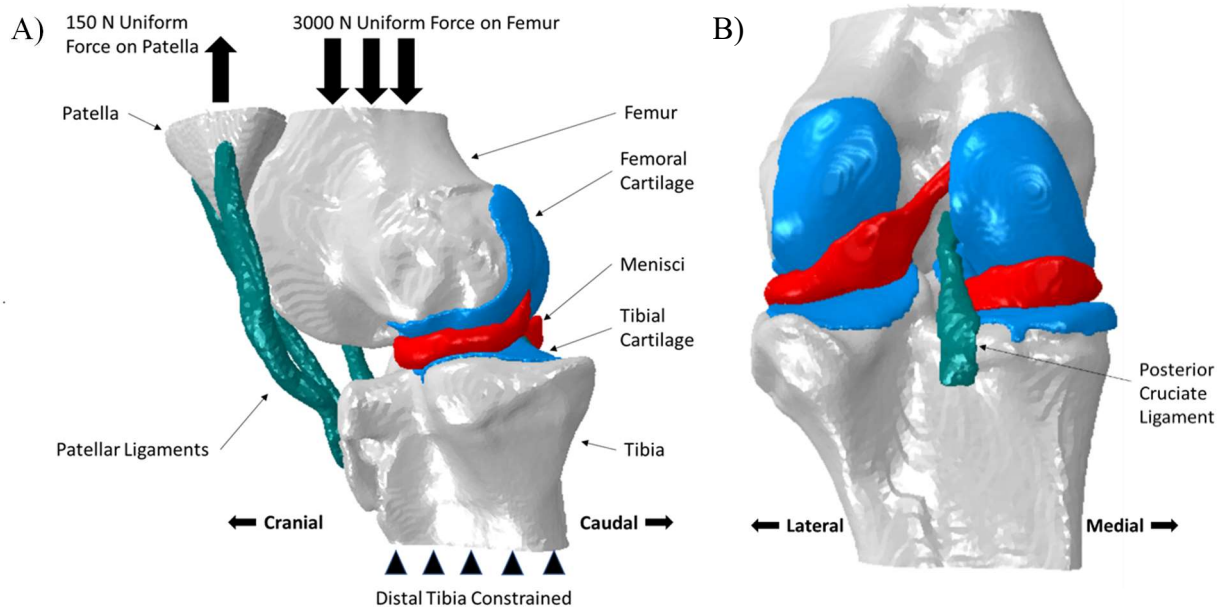 A)
150 N Uniform
Force on Patella
3000 N Uniform Force on Femur
Patella
Femur
Femoral
Cartilage
Menisci
Tibial
Cartilage
Patellar Ligaments
Tibia
Cranial
Caudal
Distal Tibia Constrained
B)
Posterior
Cruciate
Ligament
Lateral
Medial